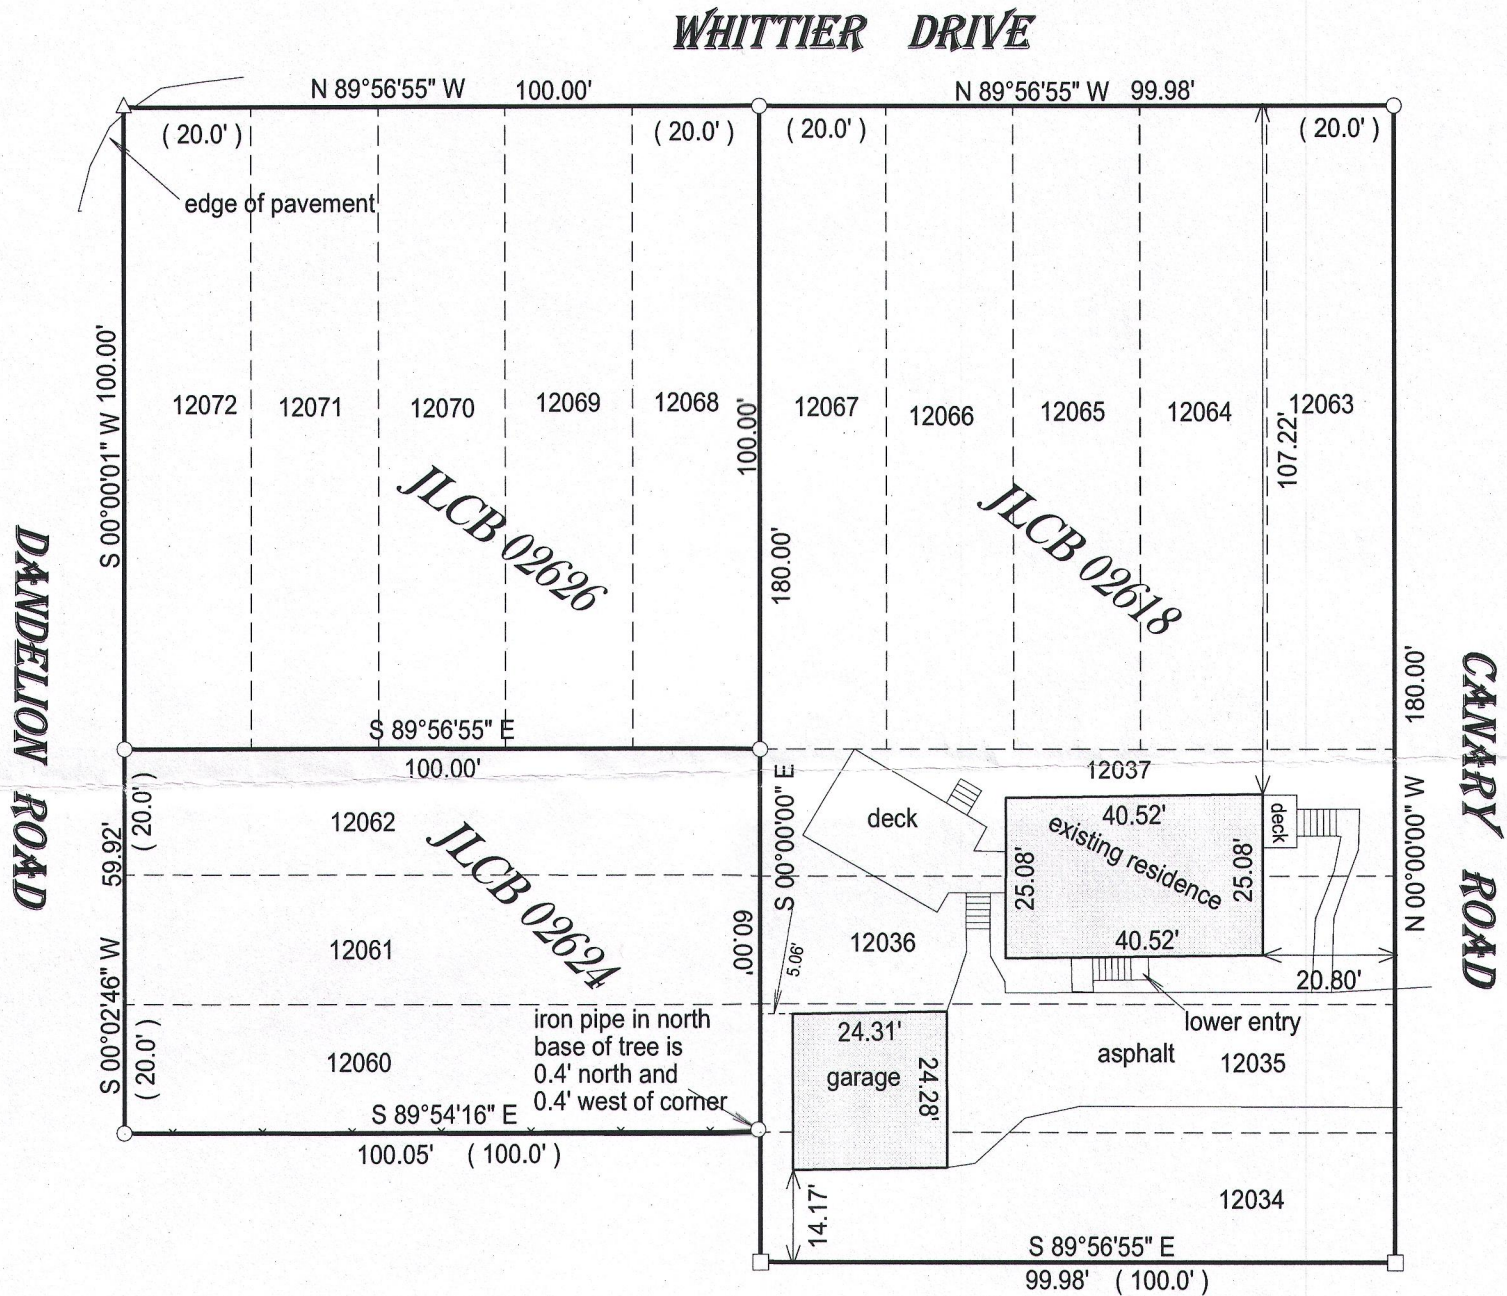 WHITTIER DRIVE
N 89°56'55" W 100.00'
N 89°56'55" W 99.98'
( 20.0' )
( 20.0' )
( 20.0' )
( 20.0' )
edge of pavement
S 00°00'01" W 100.00'
12072
12071
12070
12069
12068
100.00'
12067
12066
12065
12064
12063
107.22'
JLCB 02626
JLCB 02618
180.00'
DANDELION ROAD
CANARY ROAD
180.00'
N 00°00'00" W
S 89°56'55" E
100.00'
S 00°00'00" E
12037
deck
40.52'
existing residence
deck
25.08'
25.08'
40.52'
( 20.0' )
59.92'
12062
JLCB 02624
12061
60.00'
5.06'
12036
20.80'
S 00°02'46" W
( 20.0' )
12060
iron pipe in north
base of tree is
0.4' north and
0.4' west of corner
24.31'
garage
24.28'
lower entry
asphalt
12035
S 89°54'16" E
100.05' ( 100.0' )
14.17'
12034
S 89°56'55" E
99.98' ( 100.0' )